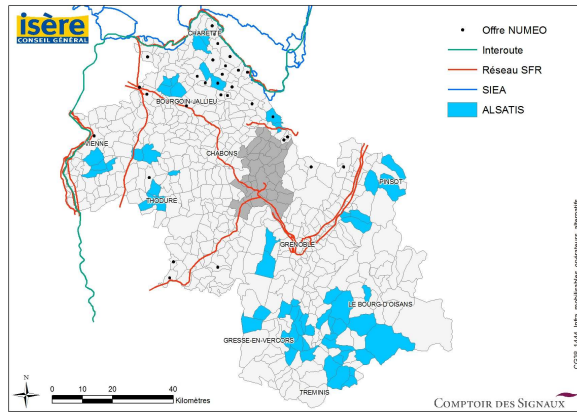 isère
CONSEIL GÉNÉRAL
Offre NUMEO
Interoute
Réseau SFR
SIEA
ALSATIS
CHARETTE
BOURGOIN-JALLIEU
VIENNE
CHABONS
THODURE
PINSOT
GRENOBLE
LE BOURG-D'OISANS
GRESSE-EN-VERCORS
TREMINIS
N
0 10 20 40
Kilomètres
COMPTOIR DES SIGNAUX